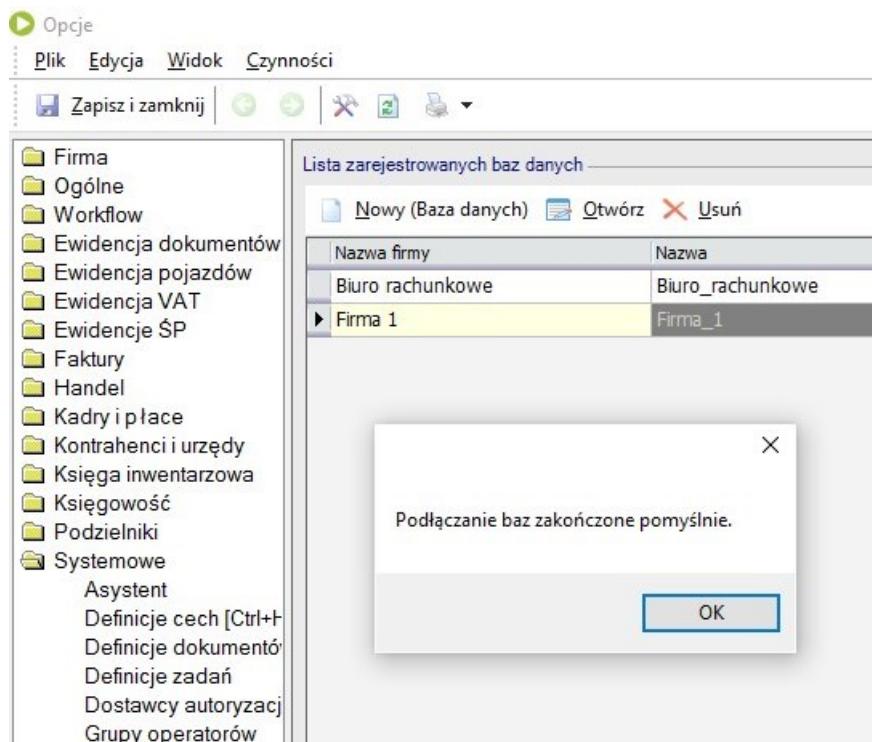 Opcje
Plik Edycja Widok Czynności
Zapisz i zamknij
Firma
Ogólne
Workflow
Ewidencja dokumentów
Ewidencja pojazdów
Ewidencja VAT
Ewidencje ŚP
Faktury
Handel
Kadry i płace
Kontrahenci i urzędy
Księga inwentarzowa
Księgowość
Podzielniki
Systemowe
Asystent
Definicje cech [Ctrl+H
Definicje dokumentó
Definicje zadań
Dostawcy autoryzacj
Grupy operatorów
Lista zarejestrowanych baz danych
Nowy (Baza danych) Otwórz Usuń
Nazwa firmy Nazwa
Biuro rachunkowe Biuro_rachunkowe
Firma 1 Firma_1
Podłączanie baz zakończone pomyślnie.
OK